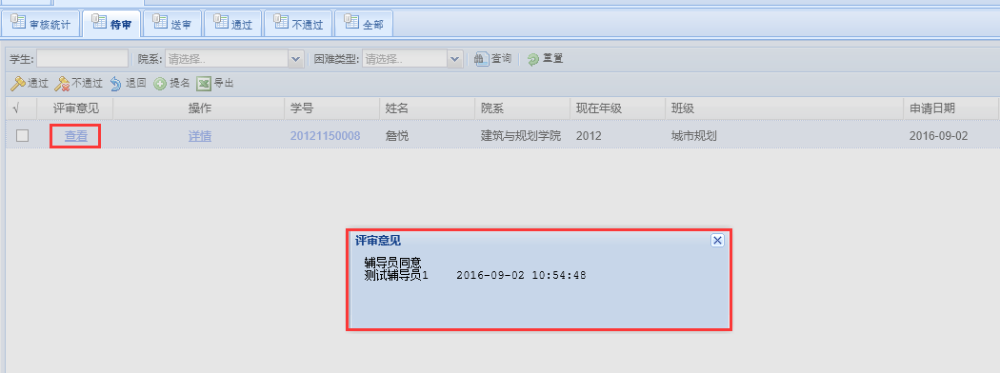 审核统计 待审 送审 通过 不通过 全部
学生: 院系: 请选择.. 困难类型: 请选择.. 查询 重置
通过 不通过 退回 提名 导出
√ 评审意见 操作 学号 姓名 院系 现在年级 班级 申请日期
查看 详情 20121150008 詹悦 建筑与规划学院 2012 城市规划 2016-09-02
评审意见
辅导员同意
测试辅导员1 2016-09-02 10:54:48